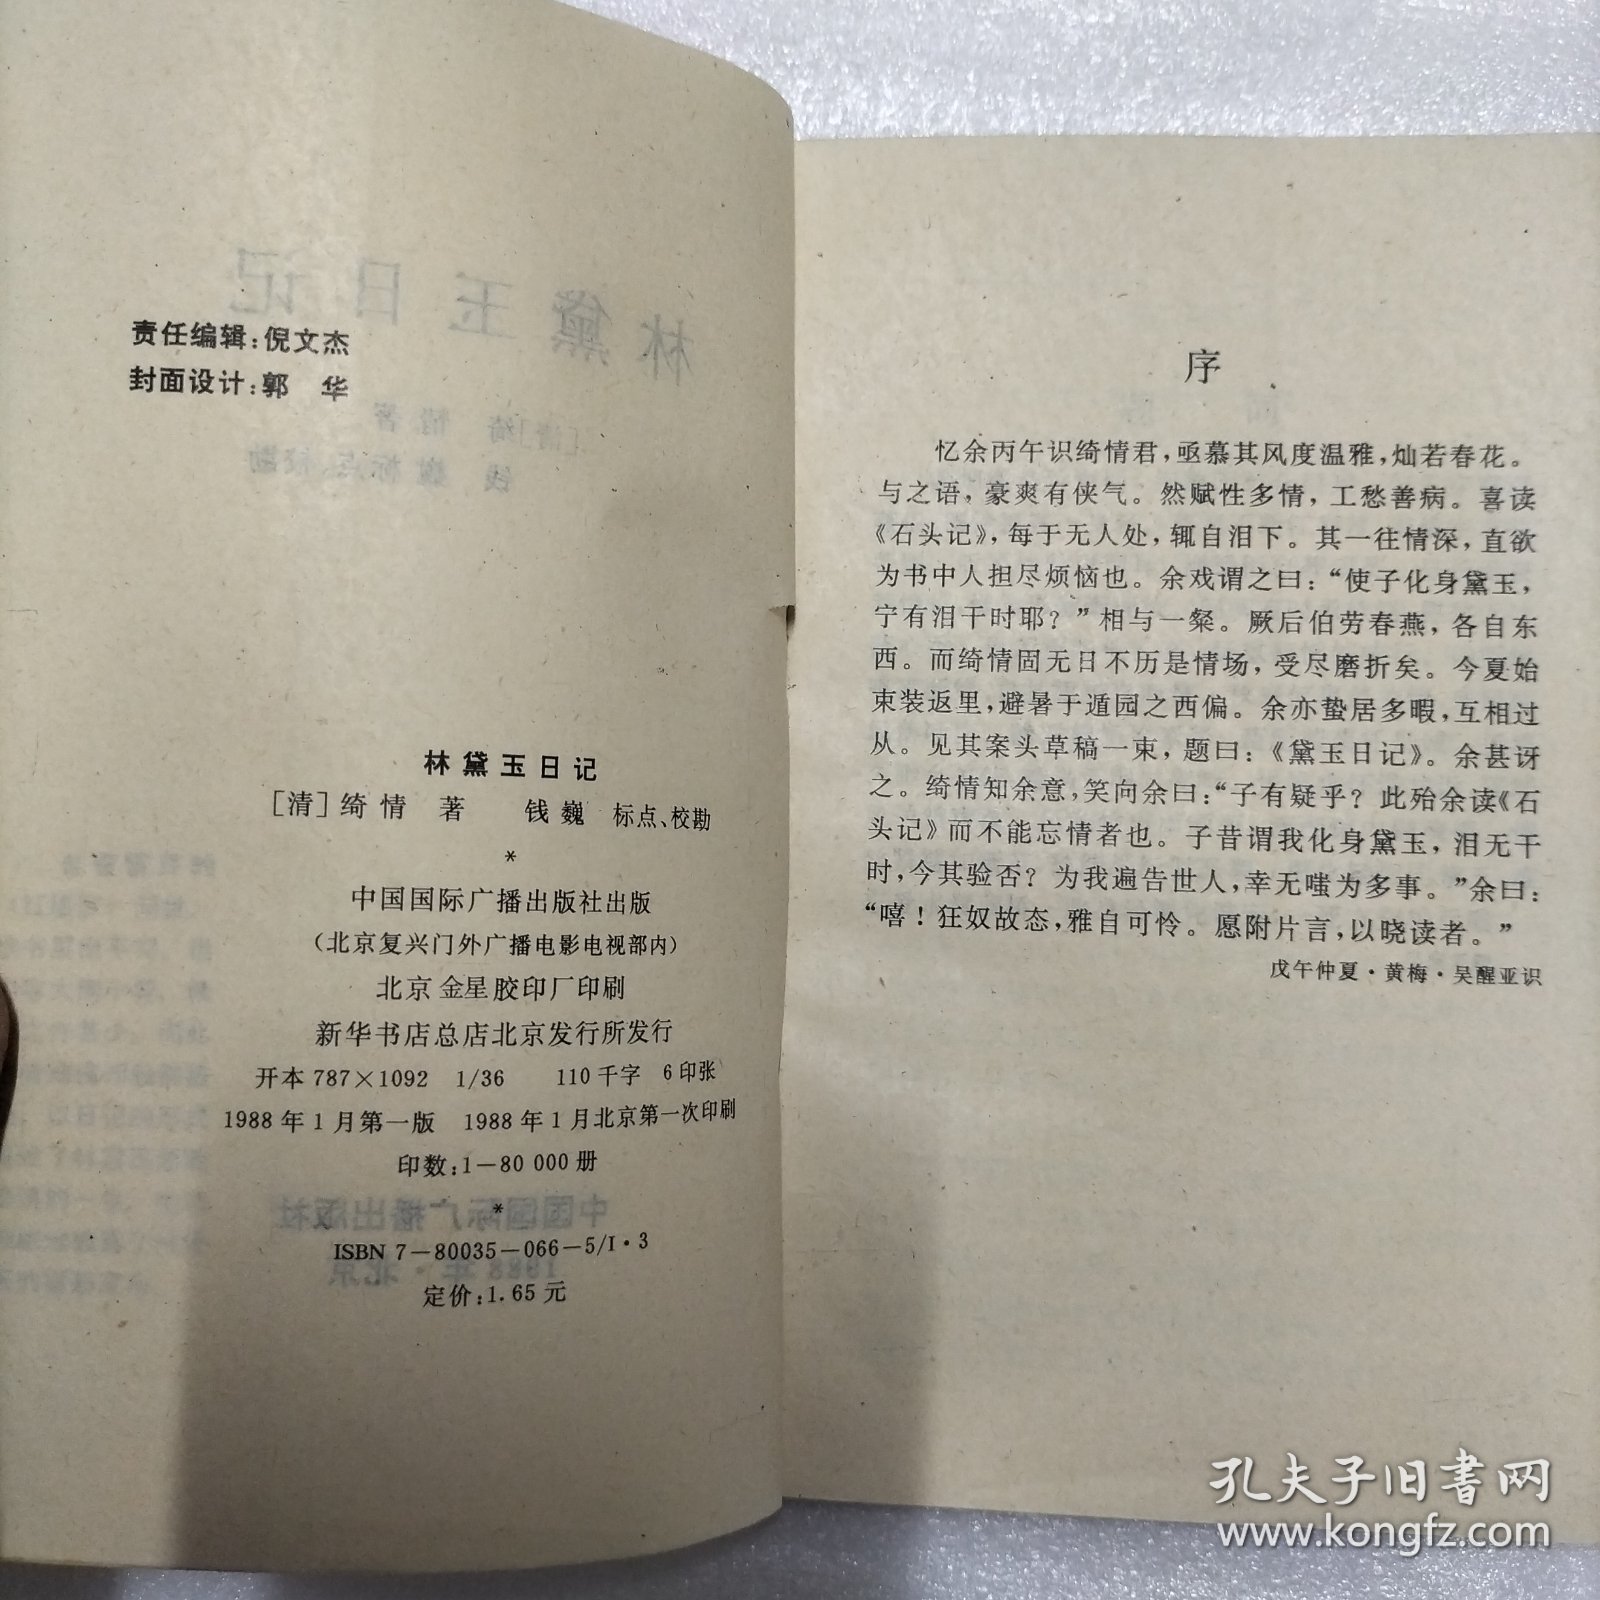 责任编辑：倪文杰
封面设计：郭　华
林黛玉日记
［清］绮情 著　　钱巍 标点、校勘
*
中国国际广播出版社出版
（北京复兴门外广播电影电视部内）
北京金星胶印厂印刷
新华书店总店北京发行所发行
开本787×1092 1/36　110千字 6印张
1988年1月第一版 1988年1月北京第一次印刷
印数：1—80 000册
*
ISBN 7—80035—066—5/I·3
定价：1.65元
序
忆余丙午识绮情君，亟慕其风度温雅，灿若春花。
与之语，豪爽有侠气。然赋性多情，工愁善病。喜读
《石头记》，每于无人处，辄自泪下。其一往情深，直欲
为书中人担尽烦恼也。余戏谓之曰：“使子化身黛玉，
宁有泪干时耶？”相与一粲。厥后伯劳春燕，各自东
西。而绮情固无日不历是情场，受尽磨折矣。今夏始
束装返里，避暑于遁园之西偏。余亦蛰居多暇，互相过
从。见其案头草稿一束，题曰：《黛玉日记》。余甚讶
之。绮情知余意，笑向余曰：“子有疑乎？此殆余读《石
头记》而不能忘情者也。子昔谓我化身黛玉，泪无干
时，今其验否？为我遍告世人，幸无嗤为多事。”余曰：
“嘻！狂奴故态，雅自可怜。愿附片言，以晓读者。”
戊午仲夏·黄梅·吴醒亚识
孔夫子旧书网
www.kongfz.com